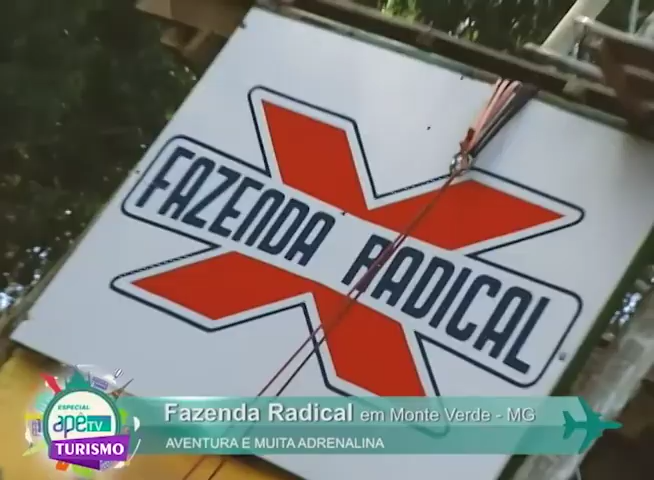 FAZENDA RADICAL
ESPECIAL
apê TV
TURISMO
Fazenda Radical em Monte Verde - MG
AVENTURA E MUITA ADRENALINA